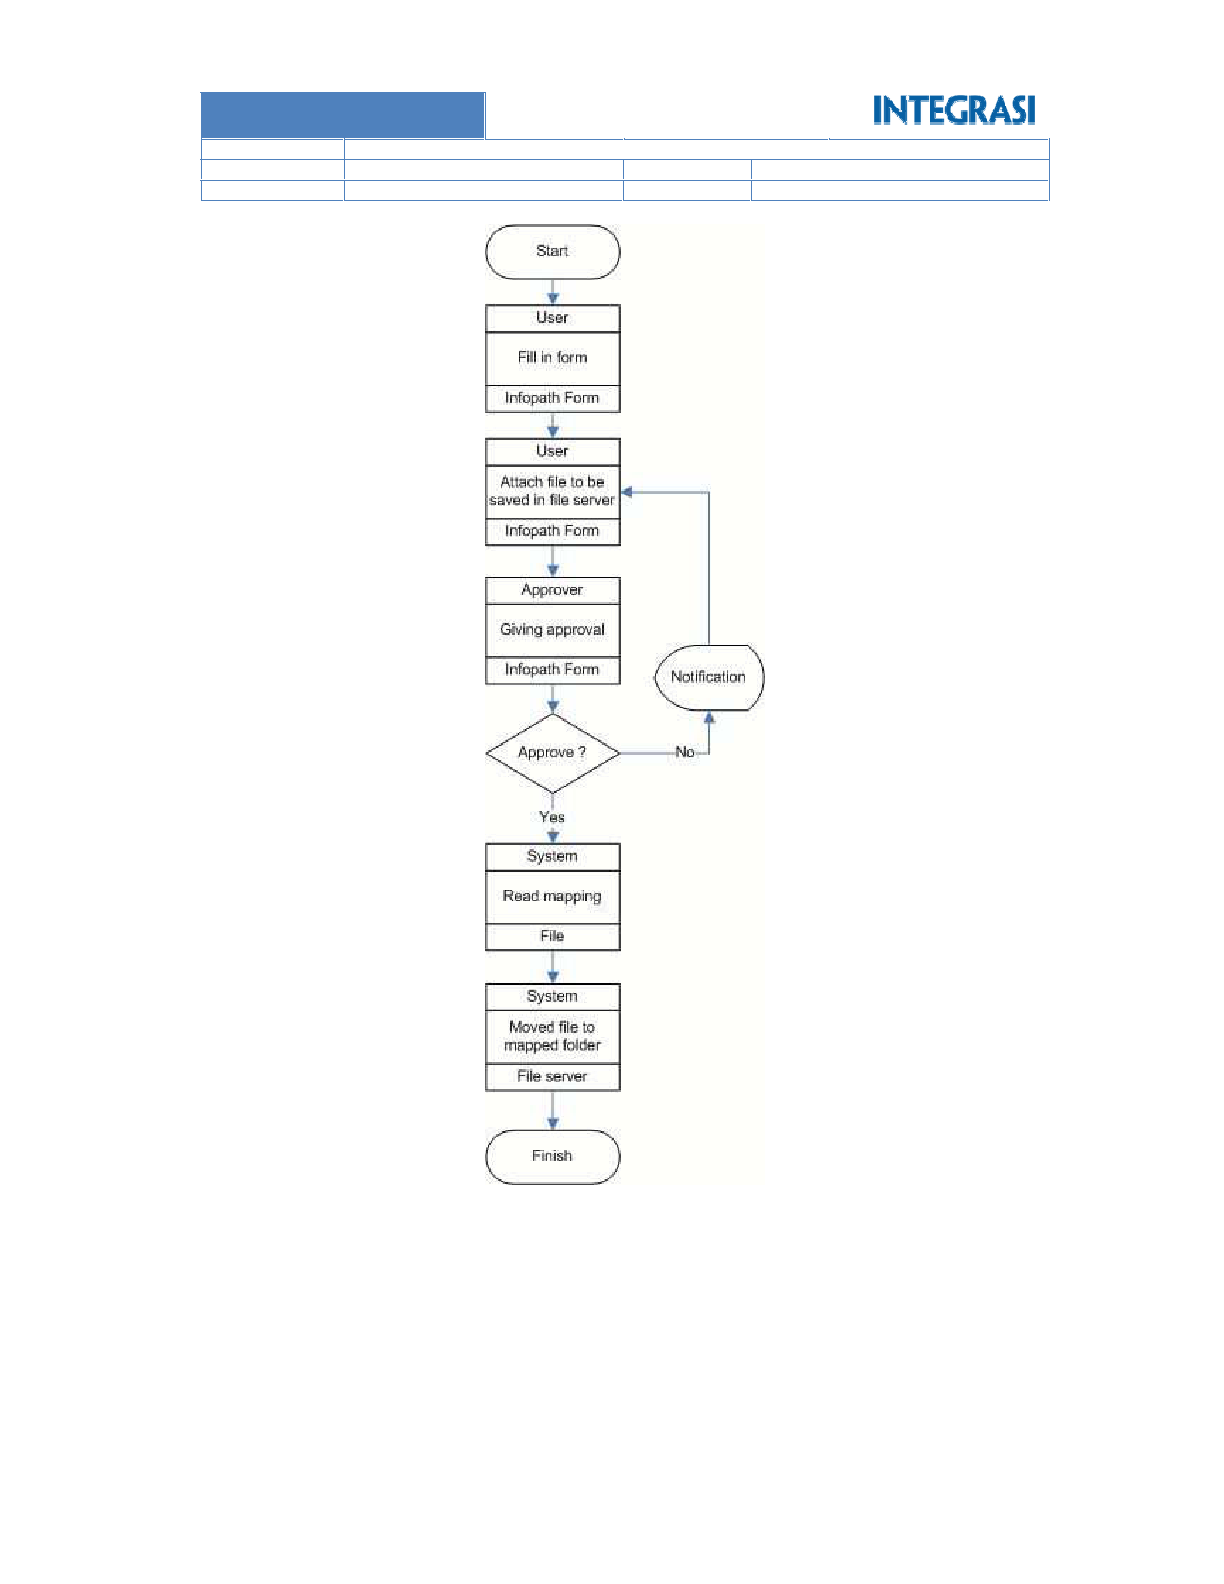 INTEGRASI
Start
User
Fill in form
Infopath Form
User
Attach file to be
saved in file server
Infopath Form
Approver
Giving approval
Infopath Form
Notification
Approve ?
No
Yes
System
Read mapping
File
System
Moved file to
mapped folder
File server
Finish